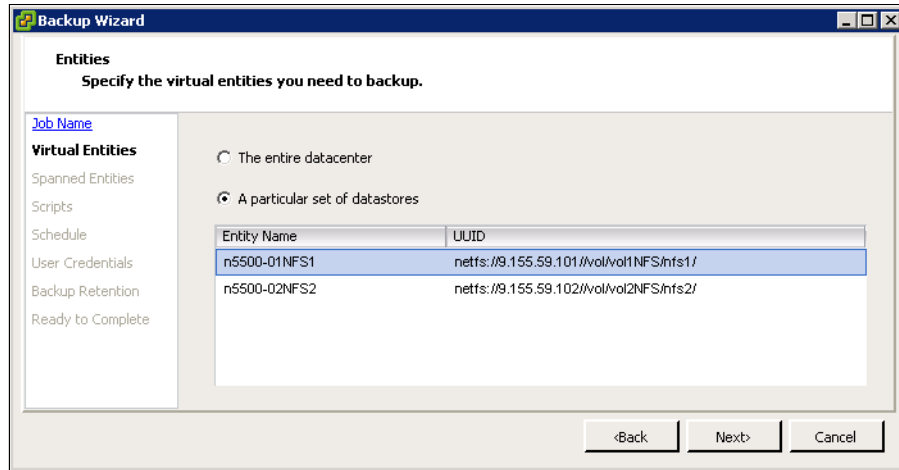 Backup Wizard
Entities
Specify the virtual entities you need to backup.
Job Name
Virtual Entities
Spanned Entities
Scripts
Schedule
User Credentials
Backup Retention
Ready to Complete
The entire datacenter
A particular set of datastores
Entity Name UUID
n5500-01NFS1 netfs://9.155.59.101//vol/vol1NFS/nfs1/
n5500-02NFS2 netfs://9.155.59.102//vol/vol2NFS/nfs2/
<Back Next> Cancel